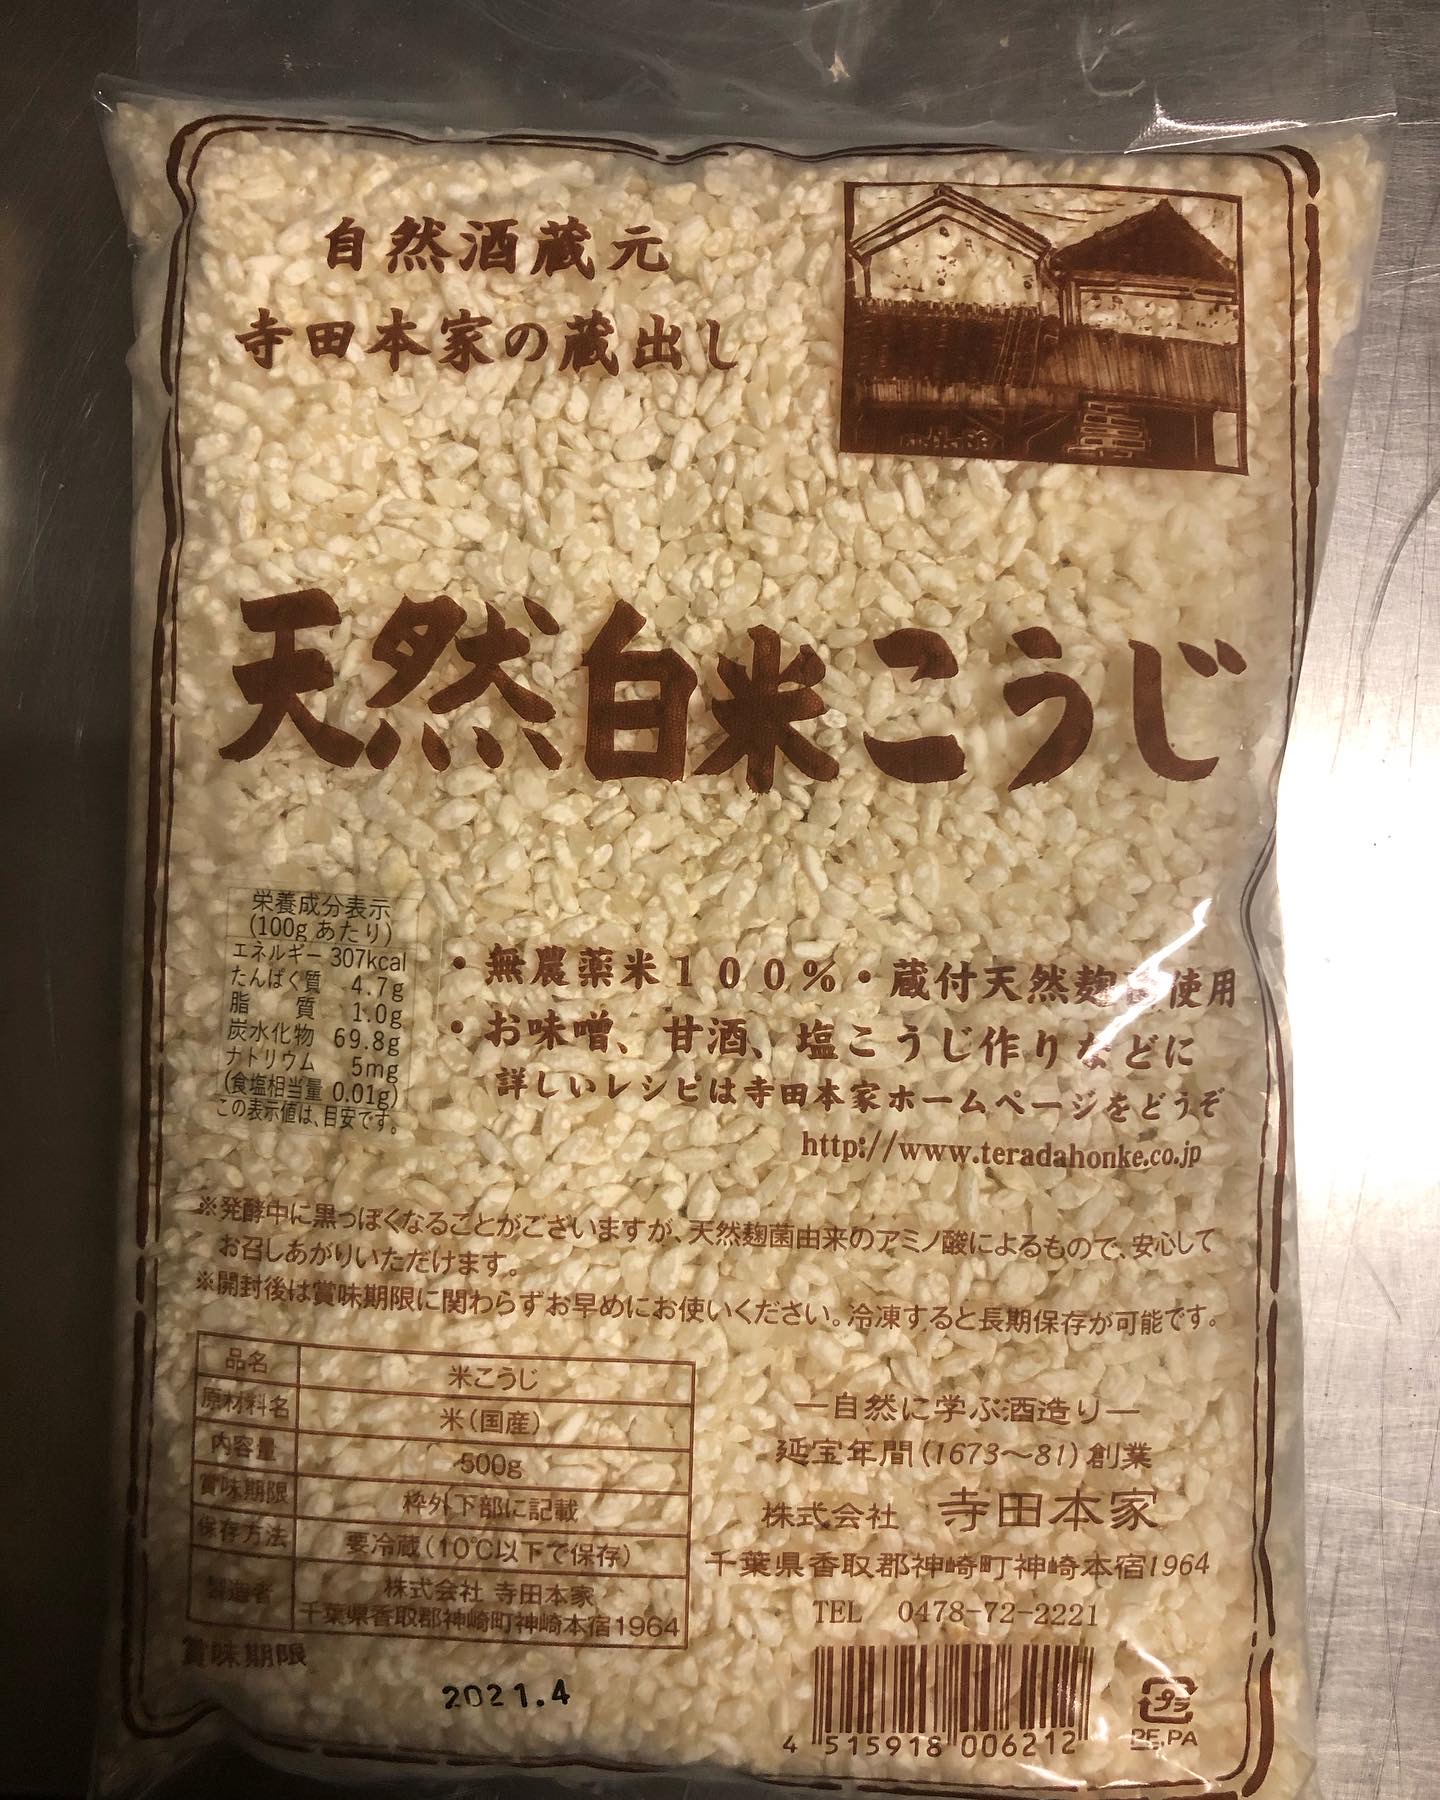 自然酒蔵元
寺田本家の蔵出し
天然白米こうじ
栄養成分表示
(100gあたり)
エネルギー 307kcal
たんぱく質 4.7g
脂質 1.0g
炭水化物 69.8g
ナトリウム 5mg
(食塩相当量 0.01g)
この表示値は、目安です。
・無農薬米100%・蔵付天然麹菌使用
・お味噌、甘酒、塩こうじ作りなどに
詳しいレシピは寺田本家ホームページをどうぞ
http://www.teradahonke.co.jp
※発酵中に黒っぽくなることがございますが、天然麹菌由来のアミノ酸によるもので、安心して
お召しあがりいただけます。
※開封後は賞味期限に関わらずお早めにお使いください。冷凍すると長期保存が可能です。
品名 米こうじ
原材料名 米(国産)
内容量 500g
賞味期限 枠外下部に記載
保存方法 要冷蔵(10℃以下で保存)
製造者 株式会社 寺田本家
千葉県香取郡神崎町神崎本宿1964
賞味期限
2021.4
―自然に学ぶ酒造り―
延宝年間(1673〜81)創業
株式会社 寺田本家
千葉県香取郡神崎町神崎本宿1964
TEL 0478-72-2221
4 515918 006212
プラ
PE,PA